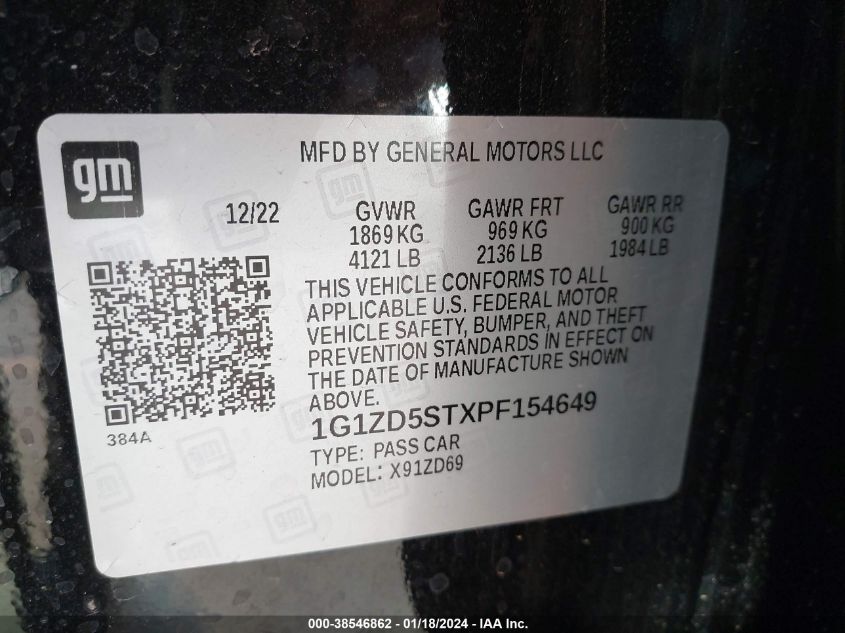 gm
MFD BY GENERAL MOTORS LLC
12/22 GVWR GAWR FRT GAWR RR
1869 KG 969 KG 900 KG
4121 LB 2136 LB 1984 LB
THIS VEHICLE CONFORMS TO ALL
APPLICABLE U.S. FEDERAL MOTOR
VEHICLE SAFETY, BUMPER, AND THEFT
PREVENTION STANDARDS IN EFFECT ON
THE DATE OF MANUFACTURE SHOWN
ABOVE.
384A
1G1ZD5STXPF154649
TYPE: PASS CAR
MODEL: X91ZD69
000-38546862 - 01/18/2024 - IAA Inc.